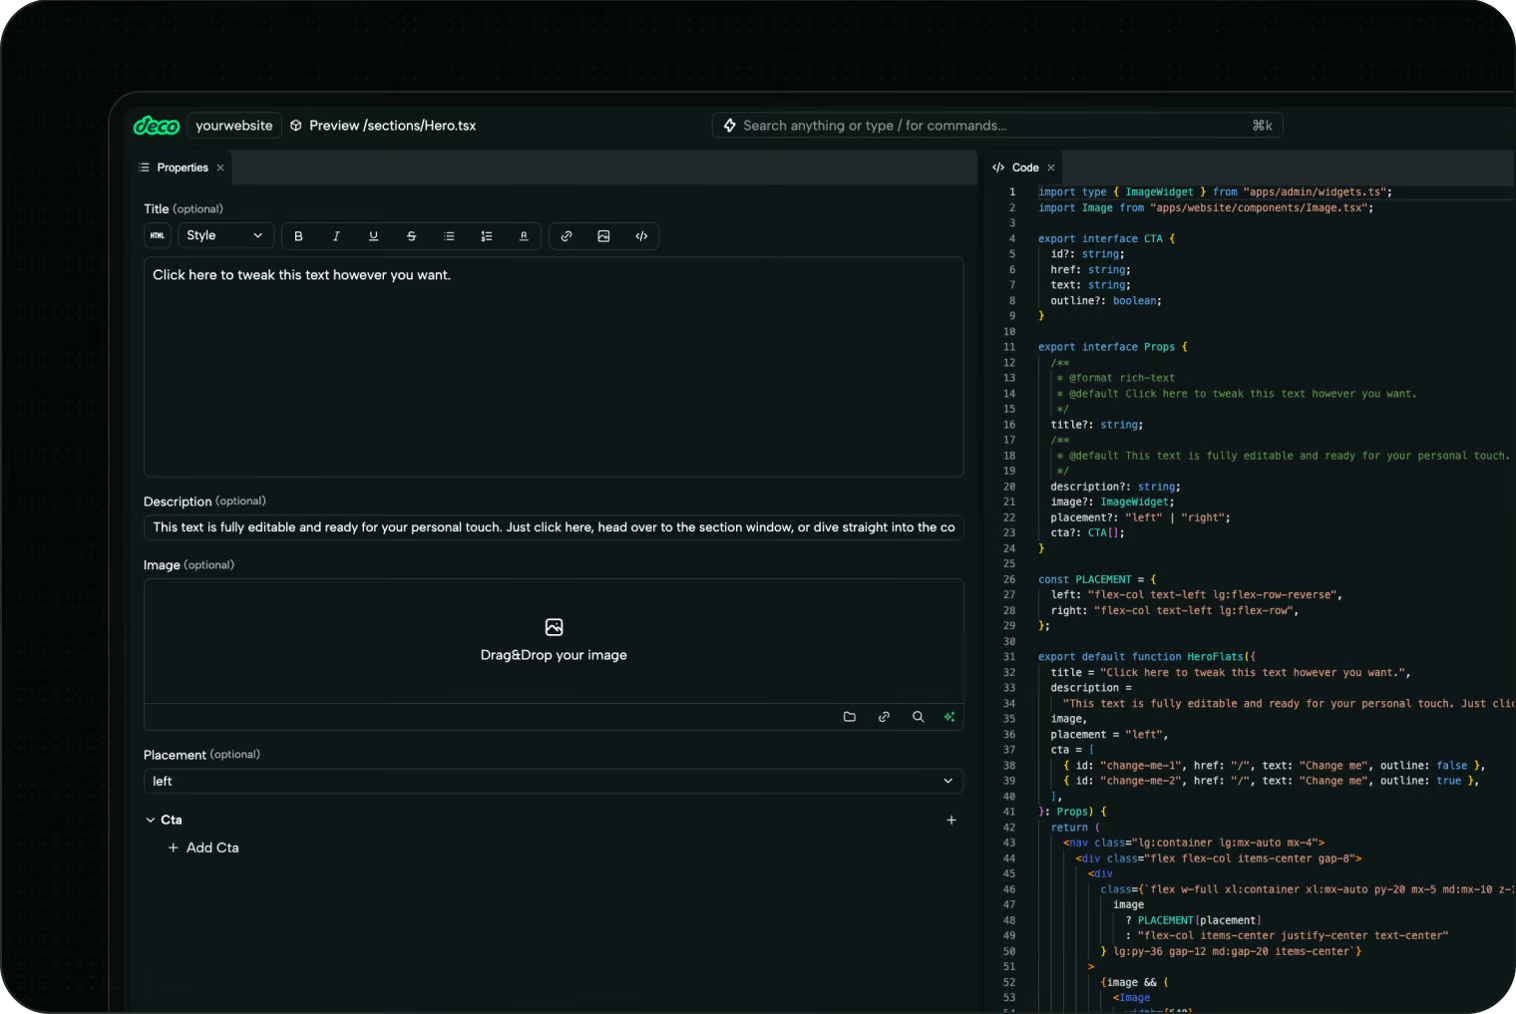 deco yourwebsite Preview /sections/Hero.tsx Search anything or type / for commands... ⌘k
Properties ×
Title (optional)
HTML Style B I U S A </>
Click here to tweak this text however you want.
Description (optional)
This text is fully editable and ready for your personal touch. Just click here, head over to the section window, or dive straight into the co
Image (optional)
Drag&Drop your image
Placement (optional)
left
Cta +
+ Add Cta
</> Code ×
1 import type { ImageWidget } from "apps/admin/widgets.ts";
2 import Image from "apps/website/components/Image.tsx";
3
4 export interface CTA {
5 id?: string;
6 href: string;
7 text: string;
8 outline?: boolean;
9 }
10
11 export interface Props {
12 /**
13 * @format rich-text
14 * @default Click here to tweak this text however you want.
15 */
16 title?: string;
17 /**
18 * @default This text is fully editable and ready for your personal touch.
19 */
20 description?: string;
21 image?: ImageWidget;
22 placement?: "left" | "right";
23 cta?: CTA[];
24 }
25
26 const PLACEMENT = {
27 left: "flex-col text-left lg:flex-row-reverse",
28 right: "flex-col text-left lg:flex-row",
29 };
30
31 export default function HeroFlats({
32 title = "Click here to tweak this text however you want.",
33 description =
34 "This text is fully editable and ready for your personal touch. Just clic
35 image,
36 placement = "left",
37 cta = [
38 { id: "change-me-1", href: "/", text: "Change me", outline: false },
39 { id: "change-me-2", href: "/", text: "Change me", outline: true },
40 ],
41 }: Props) {
42 return (
43 <nav class="lg:container lg:mx-auto mx-4">
44 <div class="flex flex-col items-center gap-8">
45 <div
46 class={`flex w-full xl:container xl:mx-auto py-20 mx-5 md:mx-10 z-1
47 image
48 ? PLACEMENT[placement]
49 : "flex-col items-center justify-center text-center"
50 } lg:py-36 gap-12 md:gap-20 items-center`}
51 >
52 {image && (
53 <Image